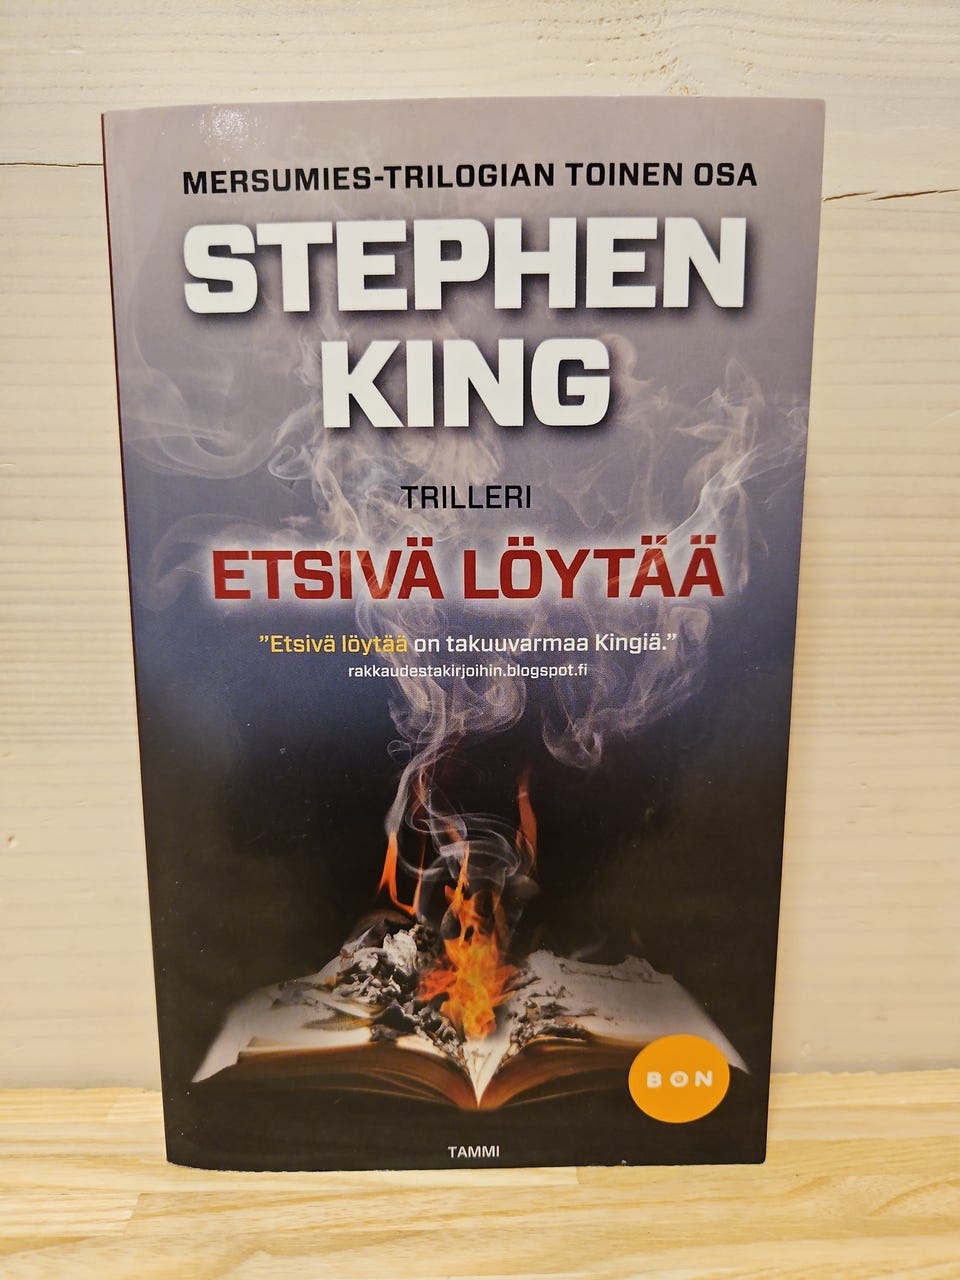 MERSUMIES-TRILOGIAN TOINEN OSA
STEPHEN
KING
TRILLERI
ETSIVÄ LÖYTÄÄ
”Etsivä löytää on takuuvarmaa Kingiä.”
rakkaudestakirjoihin.blogspot.fi
BON
TAMMI